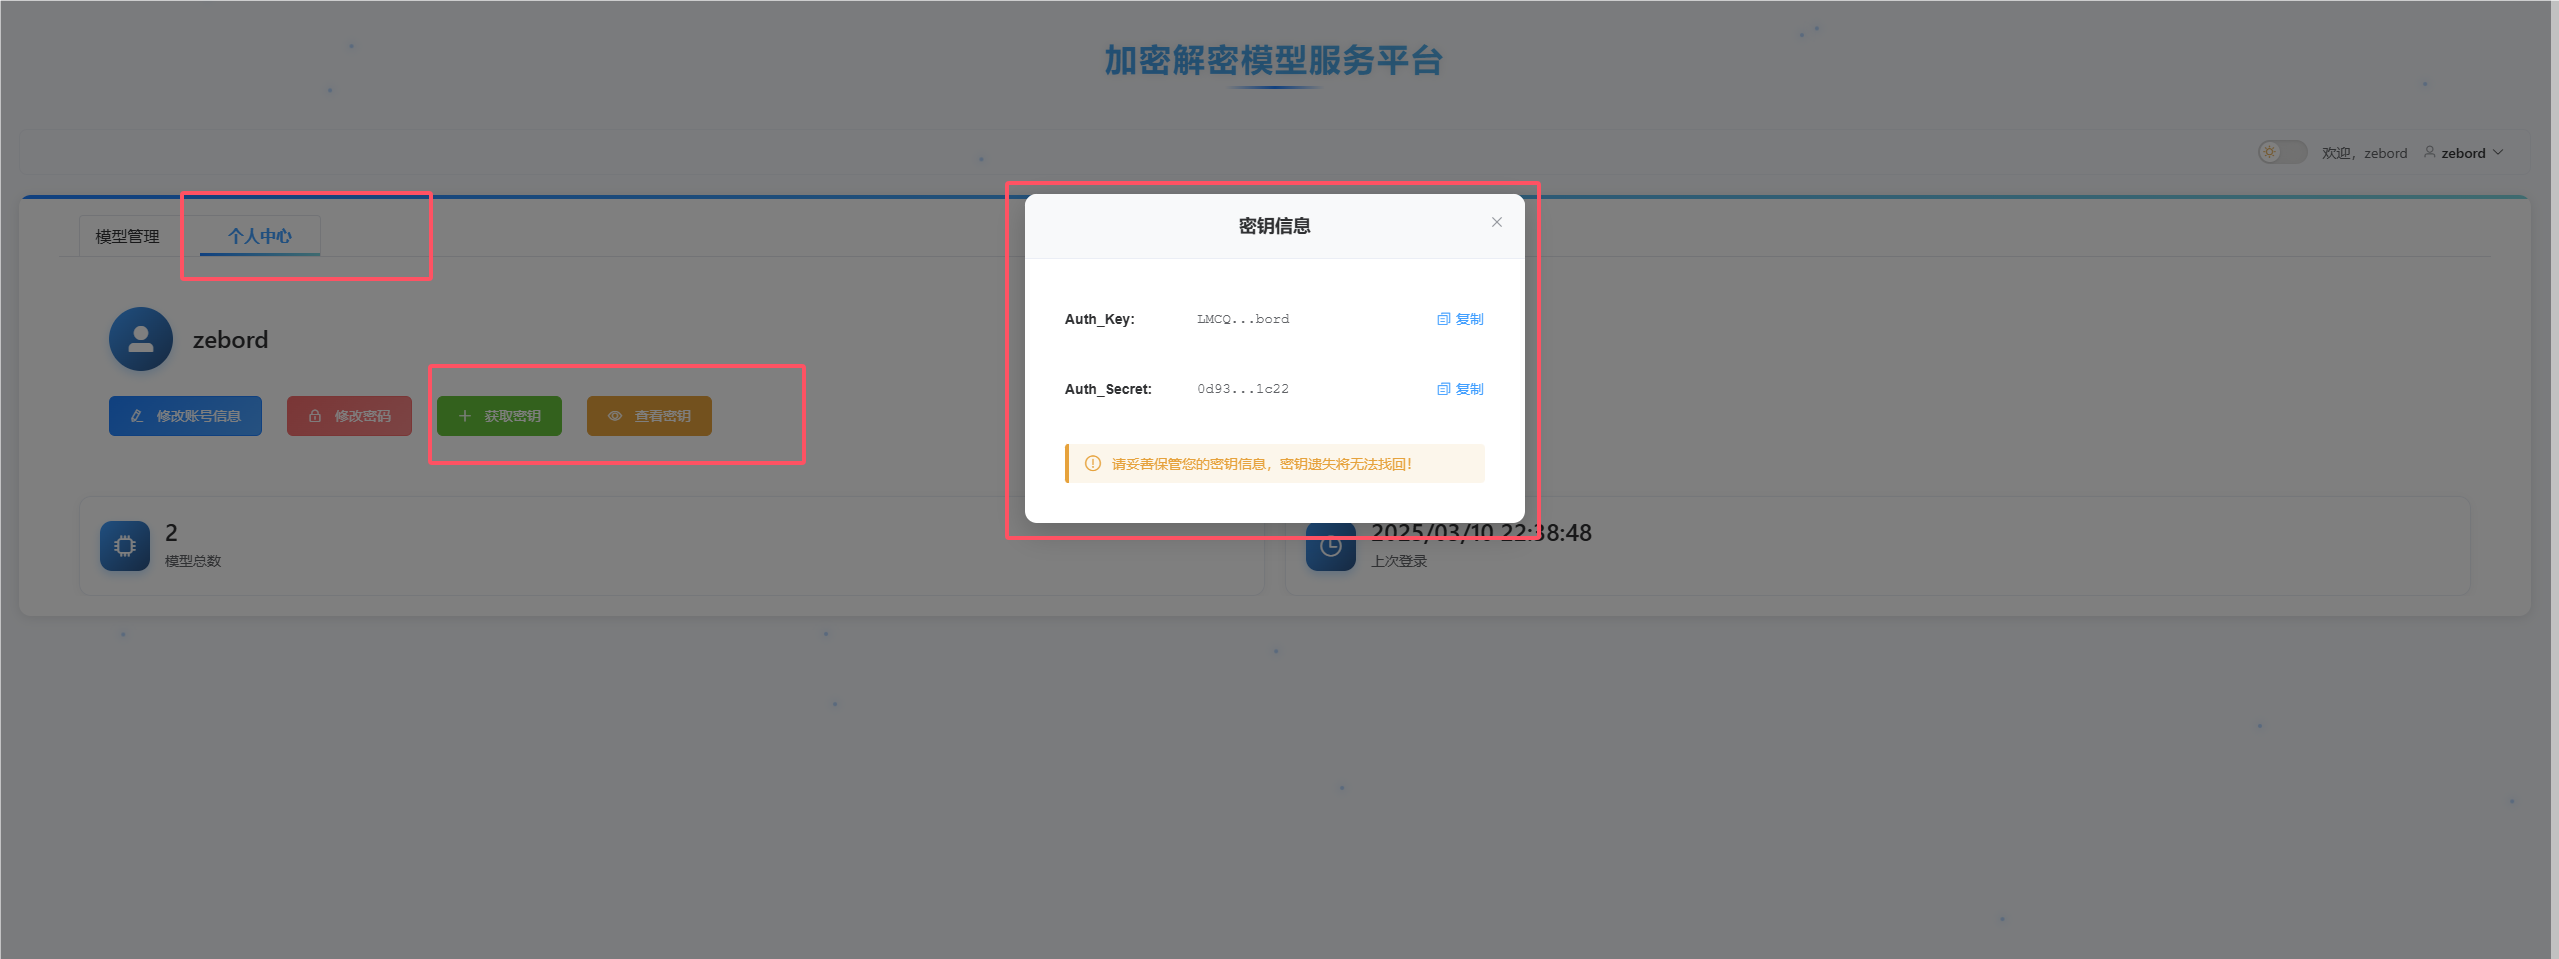 加密解密模型服务平台
欢迎，zebord zebord
模型管理 个人中心
zebord
修改账号信息 修改密码 获取密钥 查看密钥
密钥信息
Auth_Key: LMCQ...bord 复制
Auth_Secret: 0d93...1c22 复制
请妥善保管您的密钥信息，密钥遗失将无法找回！
2
模型总数
2025/03/10 22:38:48
上次登录